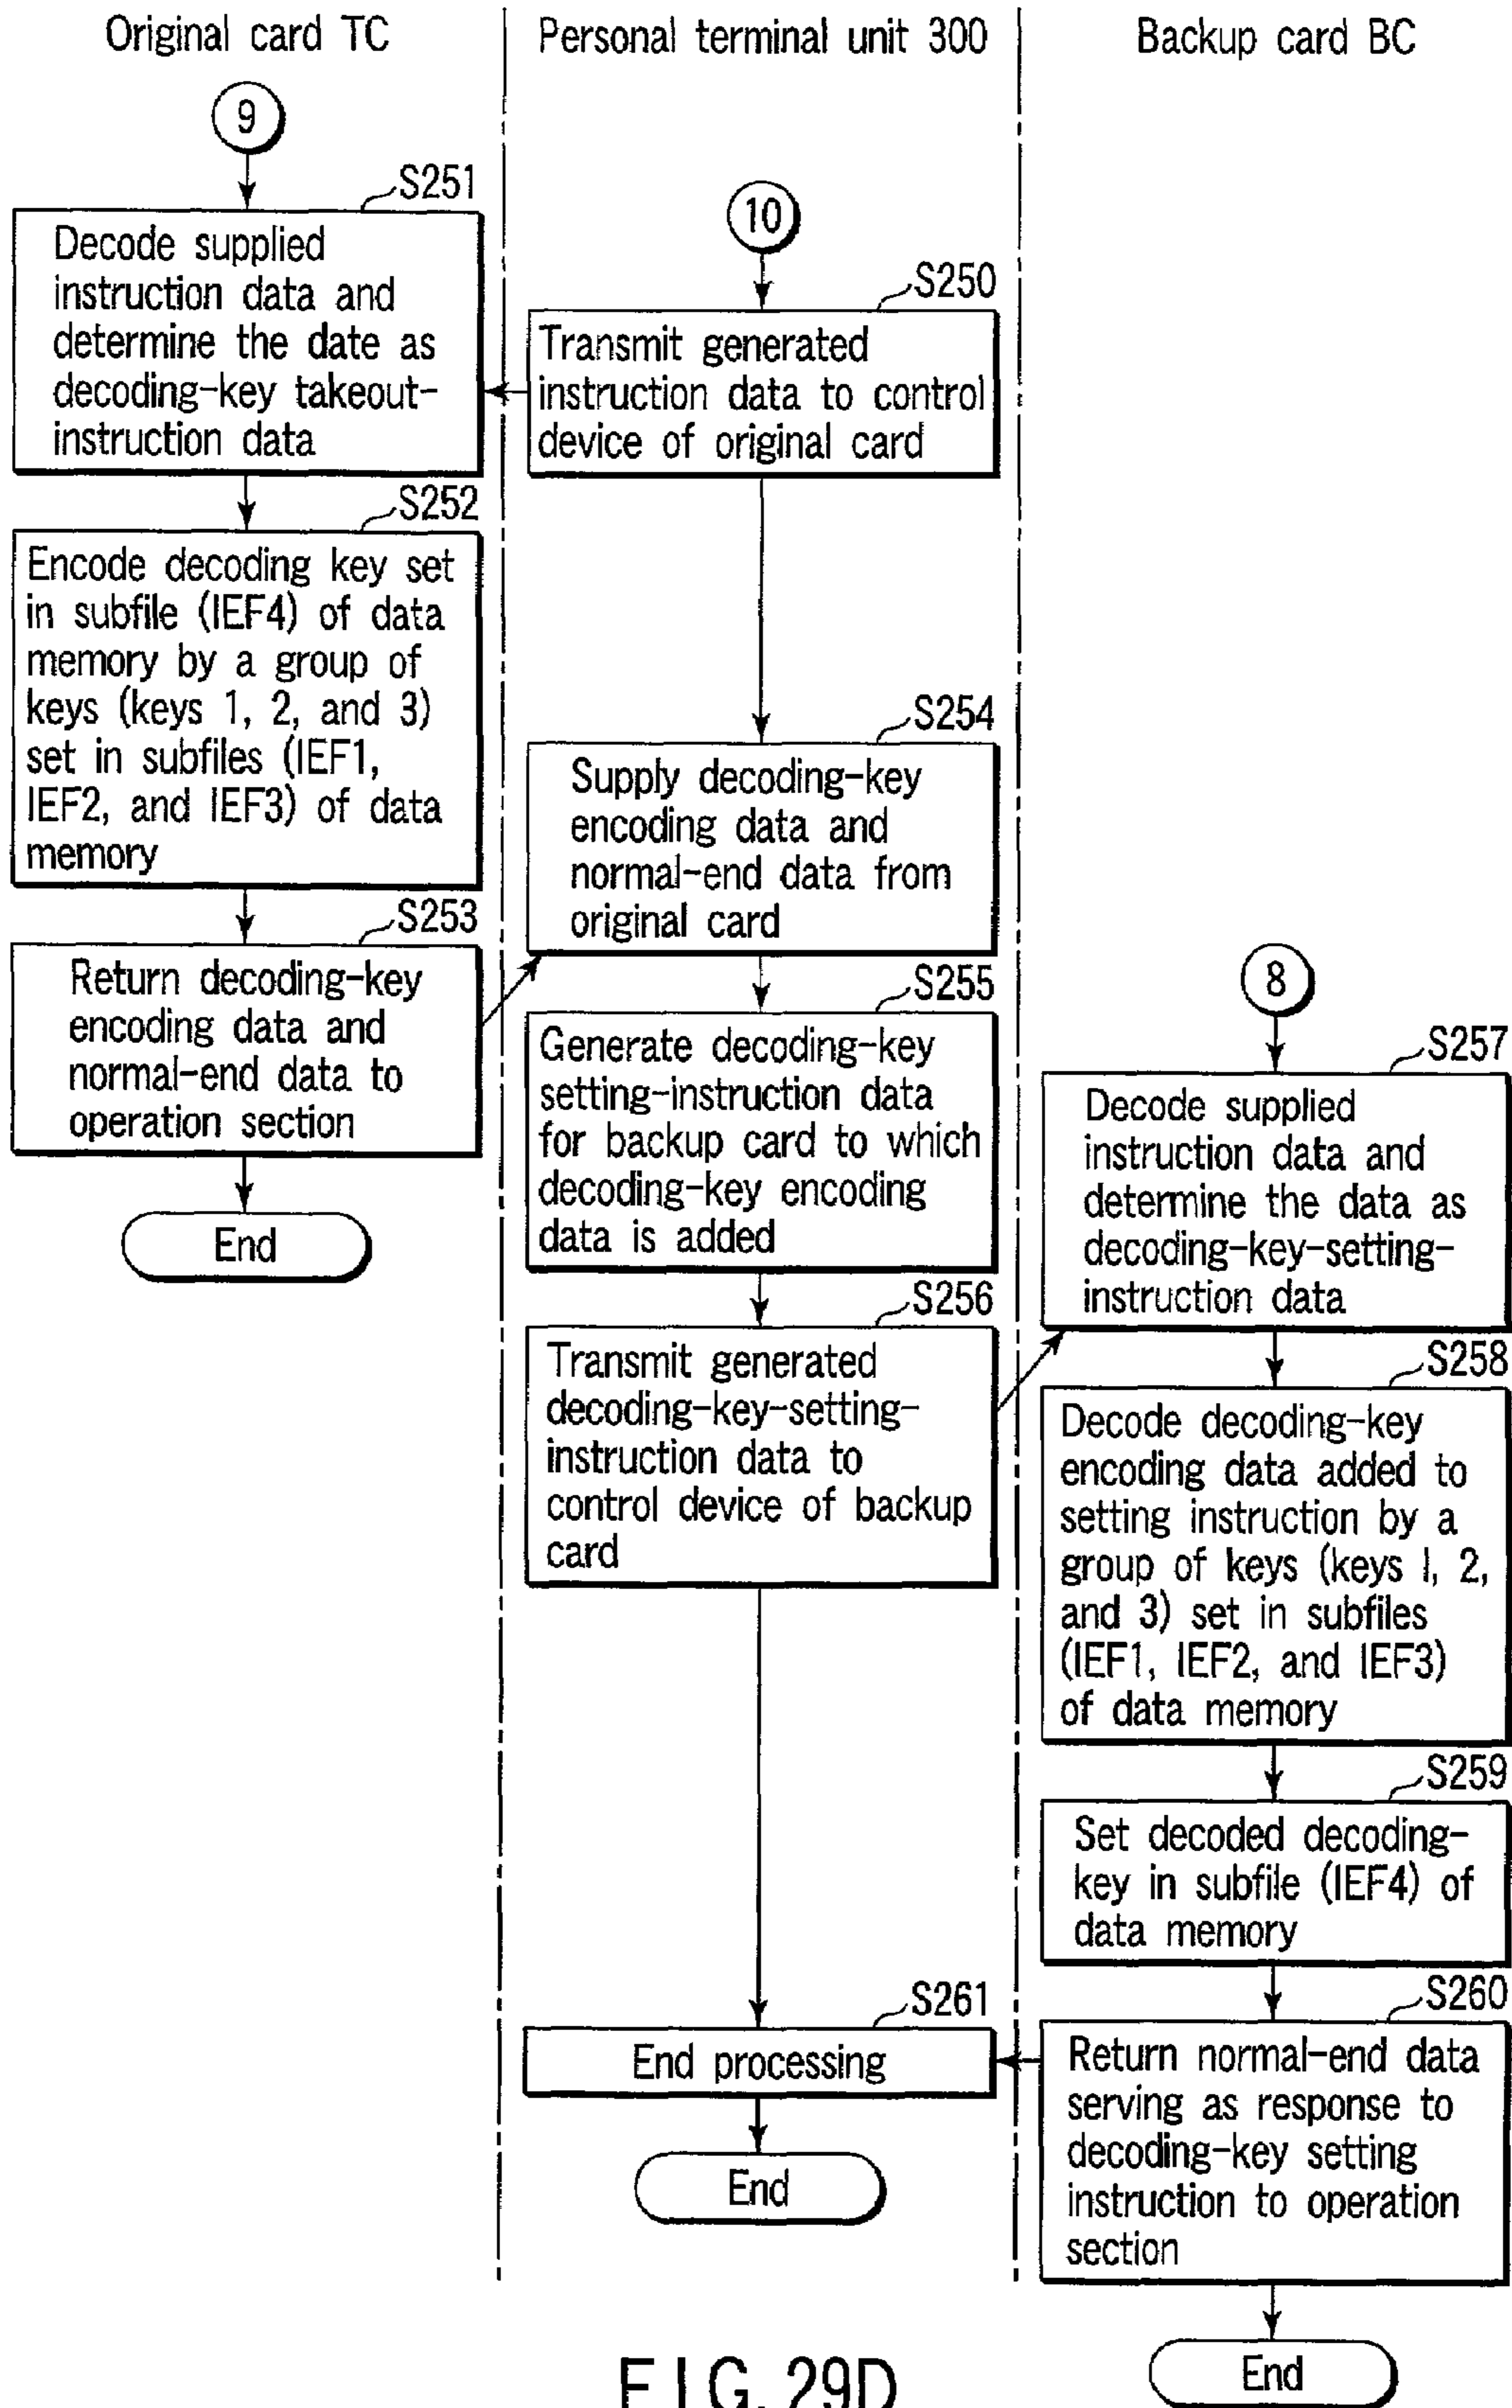 Original card TC
Personal terminal unit 300
Backup card BC
9
S251
Decode supplied
instruction data and
determine the date as
decoding-key takeout-
instruction data
S252
Encode decoding key set
in subfile (IEF4) of data
memory by a group of
keys (keys 1, 2, and 3)
set in subfiles (IEF1,
IEF2, and IEF3) of data
memory
S253
Return decoding-key
encoding data and
normal-end data to
operation section
End
10
S250
Transmit generated
instruction data to control
device of original card
S254
Supply decoding-key
encoding data and
normal-end data from
original card
S255
Generate decoding-key
setting-instruction data
for backup card to which
decoding-key encoding
data is added
S256
Transmit generated
decoding-key-setting-
instruction data to
control device of backup
card
S261
End processing
End
8
S257
Decode supplied
instruction data and
determine the data as
decoding-key-setting-
instruction data
S258
Decode decoding-key
encoding data added to
setting instruction by a
group of keys (keys 1, 2,
and 3) set in subfiles
(IEF1, IEF2, and IEF3)
of data memory
S259
Set decoded decoding-
key in subfile (IEF4) of
data memory
S260
Return normal-end data
serving as response to
decoding-key setting
instruction to operation
section
End
FIG. 29D